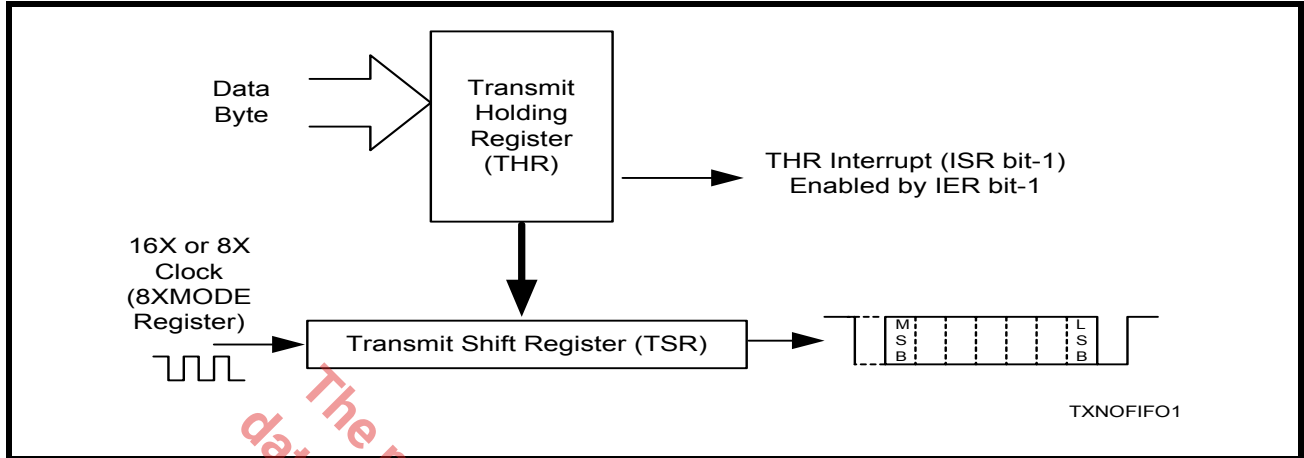 Data
Byte
Transmit
Holding
Register
(THR)
THR Interrupt (ISR bit-1)
Enabled by IER bit-1
16X or 8X
Clock
(8XMODE
Register)
Transmit Shift Register (TSR)
M
S
B
L
S
B
TXNOFIFO1
The